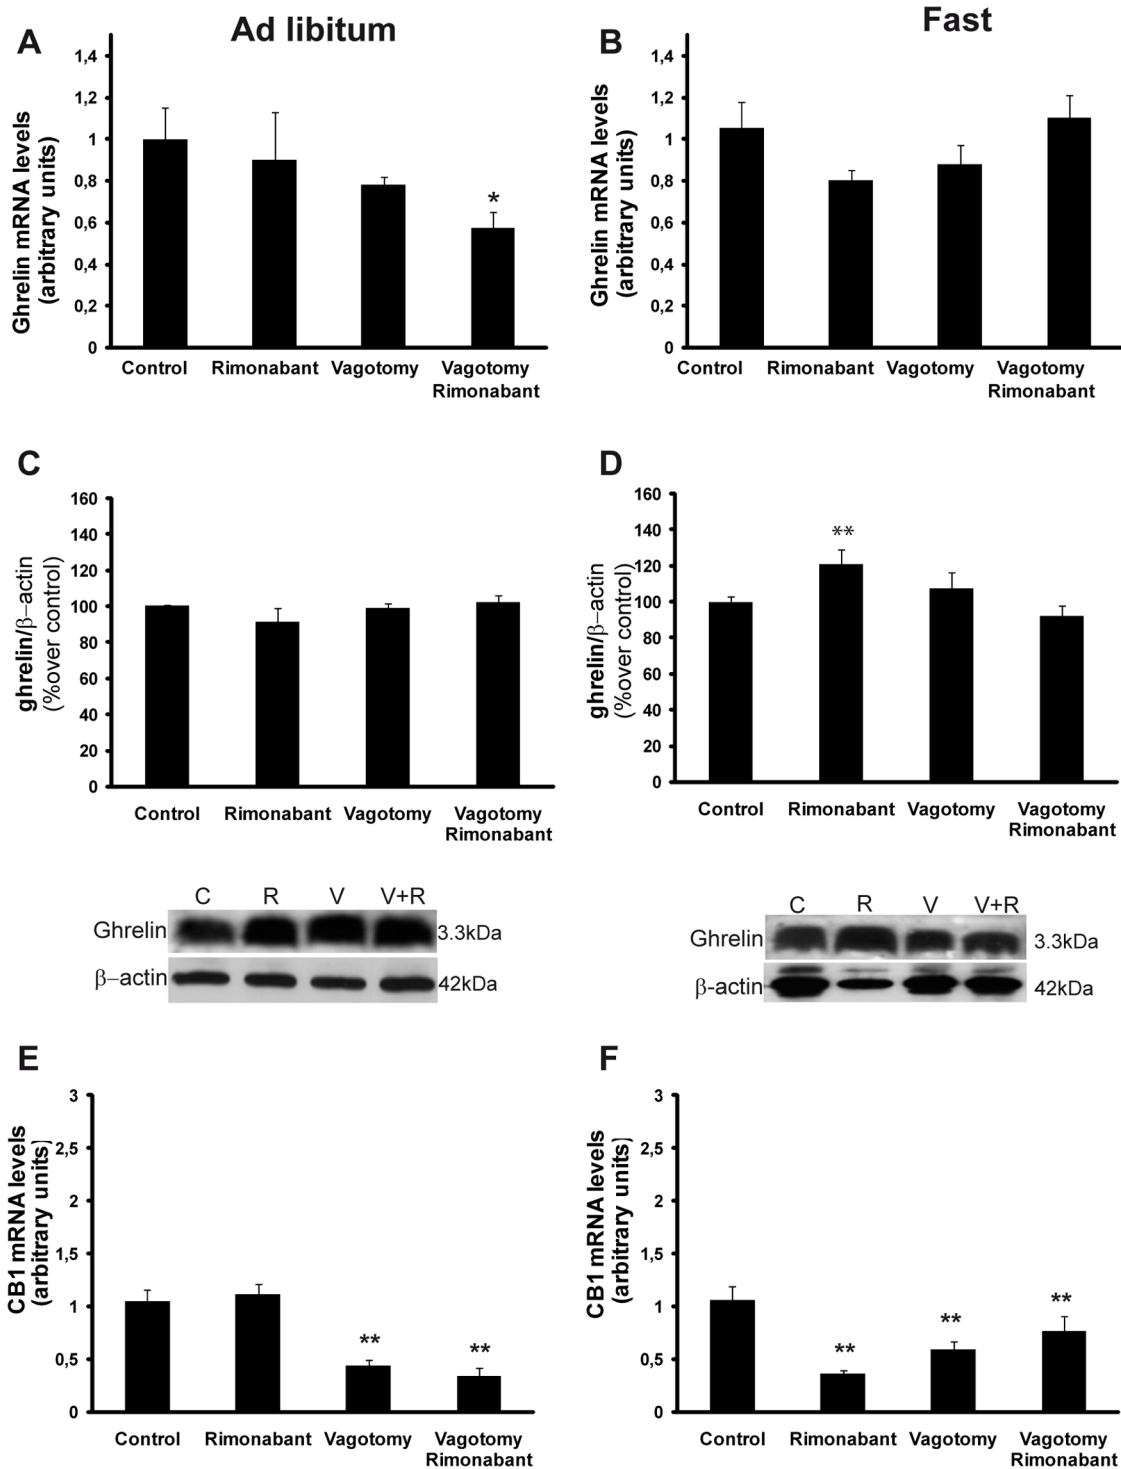 Ad libitum
Fast
A
Ghrelin mRNA levels
(arbitrary units)
1,4
1,2
1
0,8
0,6
0,4
0,2
0
*
Control
Rimonabant
Vagotomy
Vagotomy
Rimonabant
B
Ghrelin mRNA levels
(arbitrary units)
1,4
1,2
1
0,8
0,6
0,4
0,2
0
Control
Rimonabant
Vagotomy
Vagotomy
Rimonabant
C
ghrelin/β–actin
(%over control)
160
140
120
100
80
60
40
20
0
Control
Rimonabant
Vagotomy
Vagotomy
Rimonabant
D
ghrelin/β–actin
(%over control)
160
140
120
100
80
60
40
20
0
**
Control
Rimonabant
Vagotomy
Vagotomy
Rimonabant
C R V V+R
Ghrelin 3.3kDa
β–actin 42kDa
C R V V+R
Ghrelin 3.3kDa
β-actin 42kDa
E
CB1 mRNA levels
(arbitrary units)
3
2,5
2
1,5
1
0,5
0
**
**
Control
Rimonabant
Vagotomy
Vagotomy
Rimonabant
F
CB1 mRNA levels
(arbitrary units)
3
2,5
2
1,5
1
0,5
0
**
**
**
Control
Rimonabant
Vagotomy
Vagotomy
Rimonabant